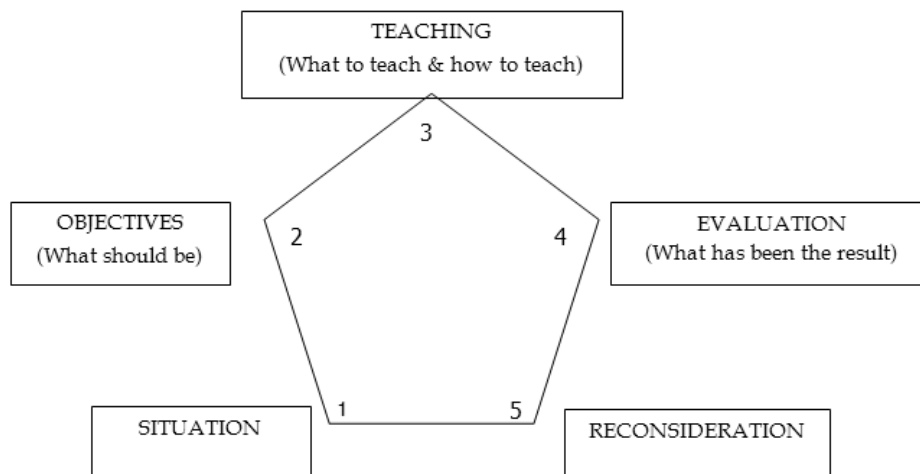 TEACHING
(What to teach & how to teach)
3
OBJECTIVES
(What should be)
2
4
EVALUATION
(What has been the result)
1
5
SITUATION
RECONSIDERATION